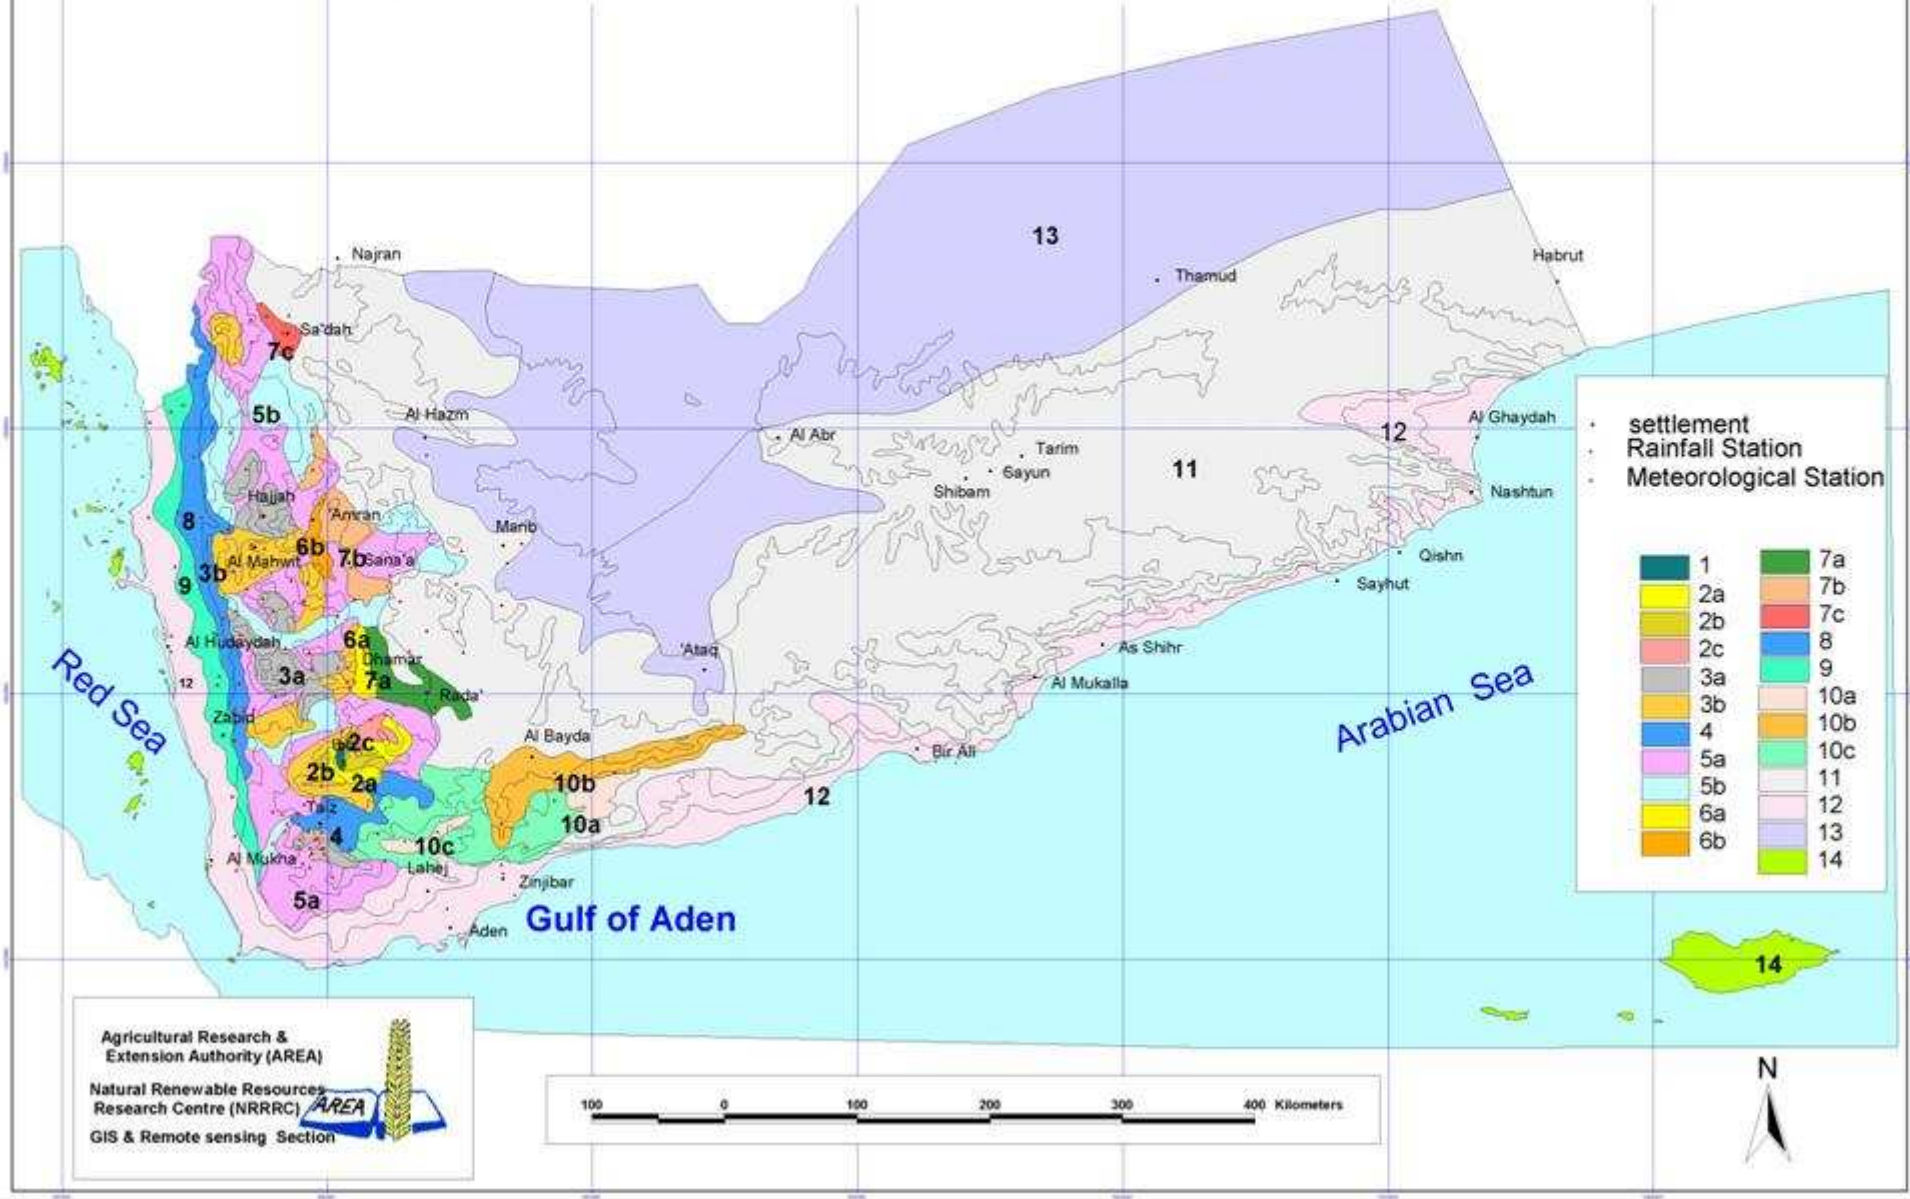 13
Najran
Habrut
Thamud
Sa'dah
7c
5b
Al Hazm
Al Ghaydah
12
Al Abr
Tarim
Sayun
11
Shibam
Nashtun
Hajjah
'Amran
8
Marib
6b
Al Mahwit
7b
Sana'a
3b
9
Qishn
Sayhut
6a
Al Hudaydah
Dhamar
'Ataq
As Shihr
3a
7a
12
Al Mukalla
Rada'
Red Sea
Arabian Sea
Zabid
Al Bayda
2c
Bir Ali
2b
2a
10b
12
Ta'z
10a
4
10c
Al Mukha
Lahej
Zinjibar
5a
Gulf of Aden
Aden
14
settlement
Rainfall Station
Meteorological Station
1
2a
2b
2c
3a
3b
4
5a
5b
6a
6b
7a
7b
7c
8
9
10a
10b
10c
11
12
13
14
Agricultural Research &
Extension Authority (AREA)
Natural Renewable Resources
Research Centre (NRRRC)
AREA
GIS & Remote sensing Section
100 0 100 200 300 400 Kilometers
N